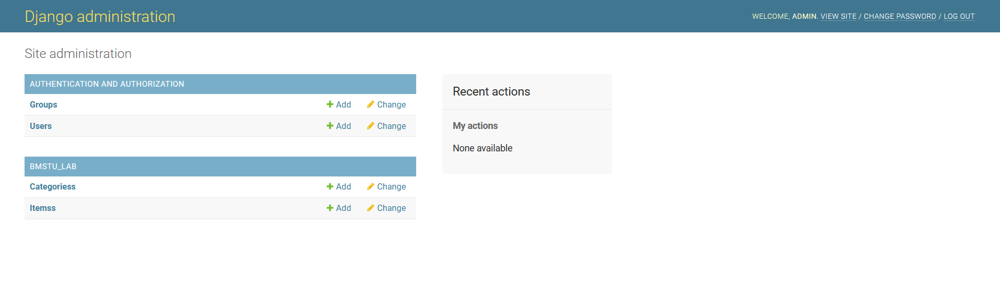 Django administration
WELCOME, ADMIN. VIEW SITE / CHANGE PASSWORD / LOG OUT
Site administration
AUTHENTICATION AND AUTHORIZATION
Groups Add Change
Users Add Change
BMSTU_LAB
Categoriess Add Change
Itemss Add Change
Recent actions
My actions
None available